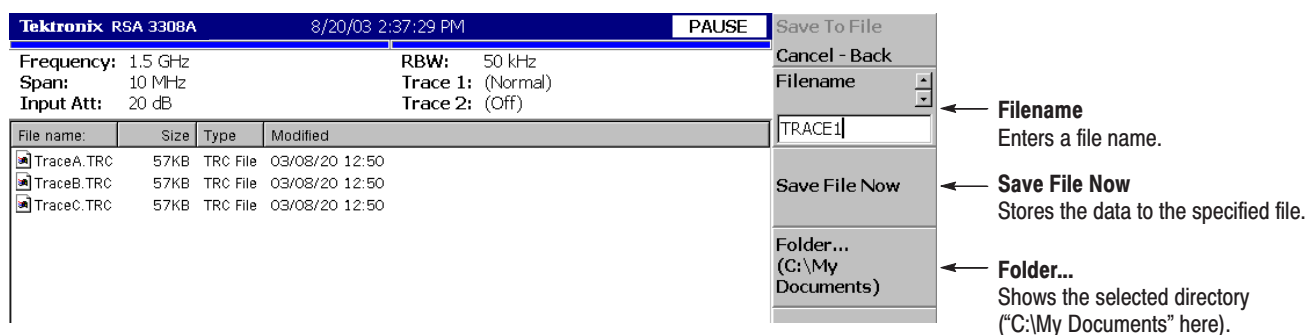 Tektronix RSA 3308A 8/20/03 2:37:29 PM PAUSE
Frequency: 1.5 GHz RBW: 50 kHz
Span: 10 MHz Trace 1: (Normal)
Input Att: 20 dB Trace 2: (Off)
File name: Size Type Modified
TraceA.TRC 57KB TRC File 03/08/20 12:50
TraceB.TRC 57KB TRC File 03/08/20 12:50
TraceC.TRC 57KB TRC File 03/08/20 12:50
Save To File
Cancel - Back
Filename
TRACE1
Save File Now
Folder...
(C:\My
Documents)
Filename
Enters a file name.
Save File Now
Stores the data to the specified file.
Folder...
Shows the selected directory
(“C:\My Documents” here).